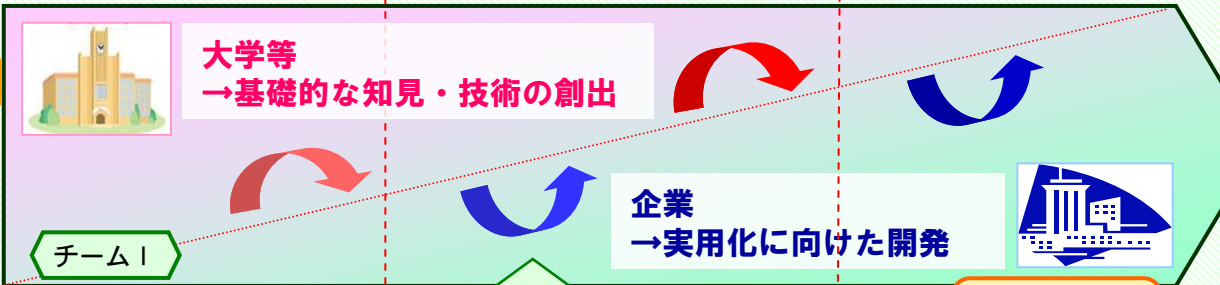 大学等
→基礎的な知見・技術の創出
企業
→実用化に向けた開発
チームⅠ